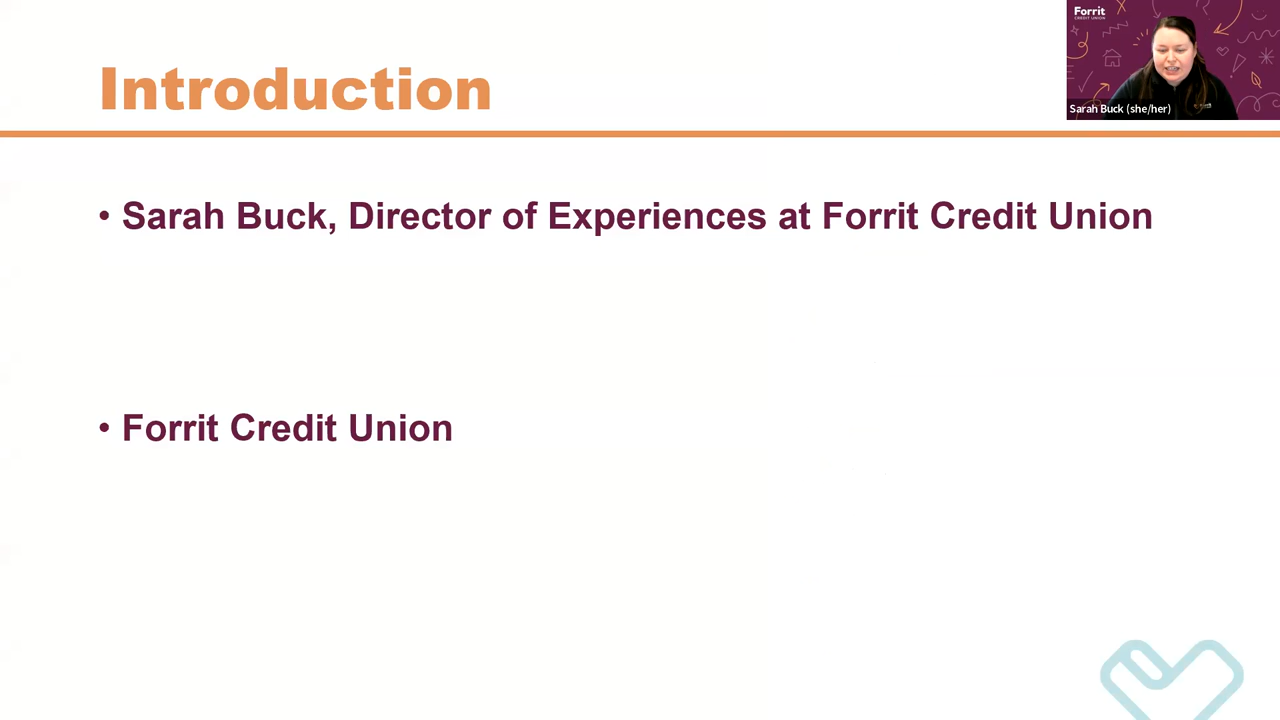 Introduction
Forrit
CREDIT UNION
Sarah Buck (she/her)
• Sarah Buck, Director of Experiences at Forrit Credit Union
• Forrit Credit Union